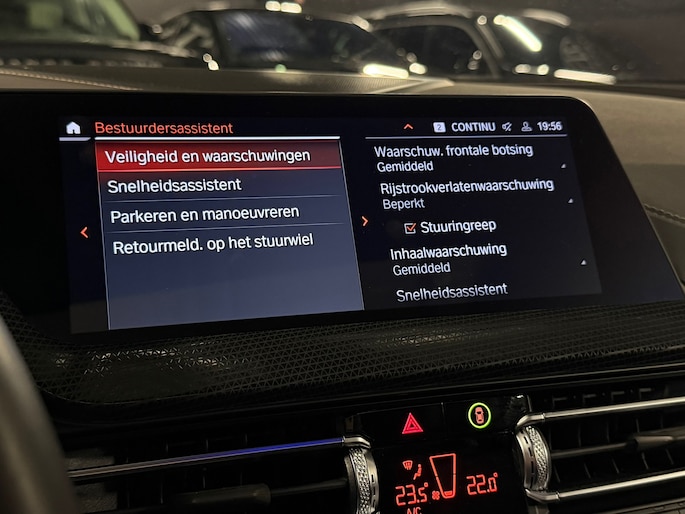 Bestuurdersassistent
2 CONTINU 19:56
Veiligheid en waarschuwingen
Snelheidsassistent
Parkeren en manoeuvreren
Retourmeld. op het stuurwiel
Waarschuw. frontale botsing
Gemiddeld
Rijstrookverlatenwaarschuwing
Beperkt
Stuuringreep
Inhaalwaarschuwing
Gemiddeld
Snelheidsassistent
23.5° 22.0°
A/C